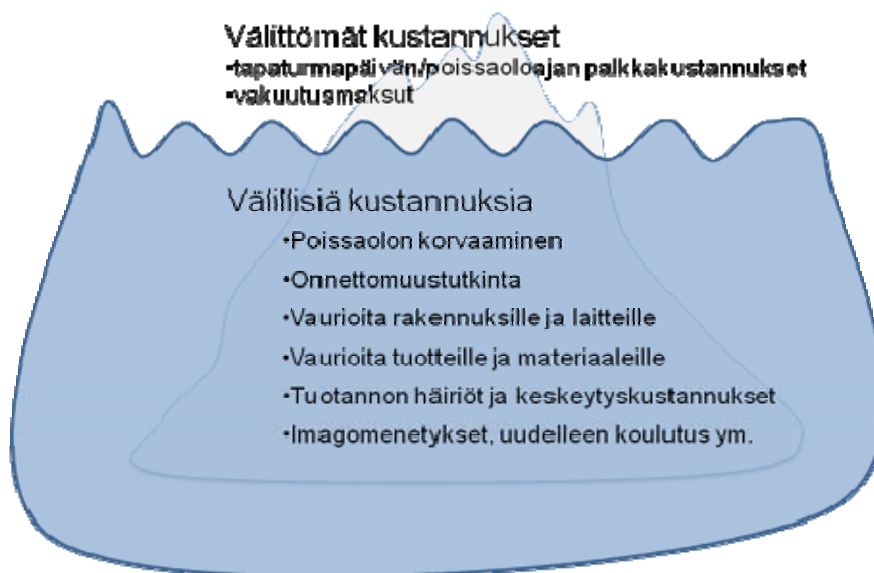 Välittömät kustannukset
•tapaturmapäivän/poissaoloajan palkkakustannukset
•vakuutusmaksut
Välillisiä kustannuksia
•Poissaolon korvaaminen
•Onnettomuustutkinta
•Vaurioita rakennuksille ja laitteille
•Vaurioita tuotteille ja materiaaleille
•Tuotannon häiriöt ja keskeytyskustannukset
•Imagomenetykset, uudelleen koulutus ym.